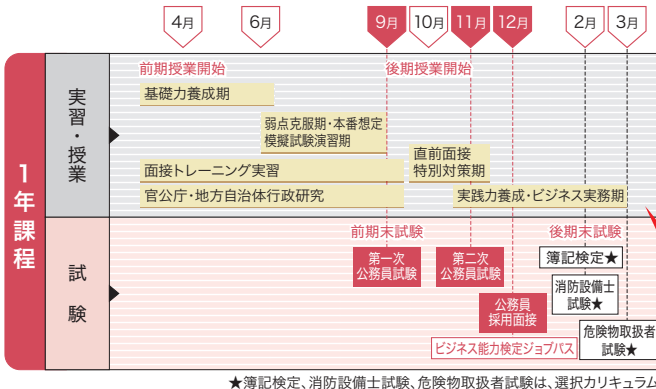 4月
6月
9月
10月
11月
12月
2月
3月
1年課程
実習・授業
前期授業開始
後期授業開始
基礎力養成期
弱点克服期・本番想定
模擬試験演習期
直前面接
特別対策期
面接トレーニング実習
官公庁・地方自治体行政研究
実践力養成・ビジネス実務期
試験
前期末試験
後期末試験
第一次
公務員試験
第二次
公務員試験
簿記検定★
消防設備士
試験★
公務員
採用面接
危険物取扱者
試験★
ビジネス能力検定ジョブパス
★簿記検定、消防設備士試験、危険物取扱者試験は、選択カリキュラム